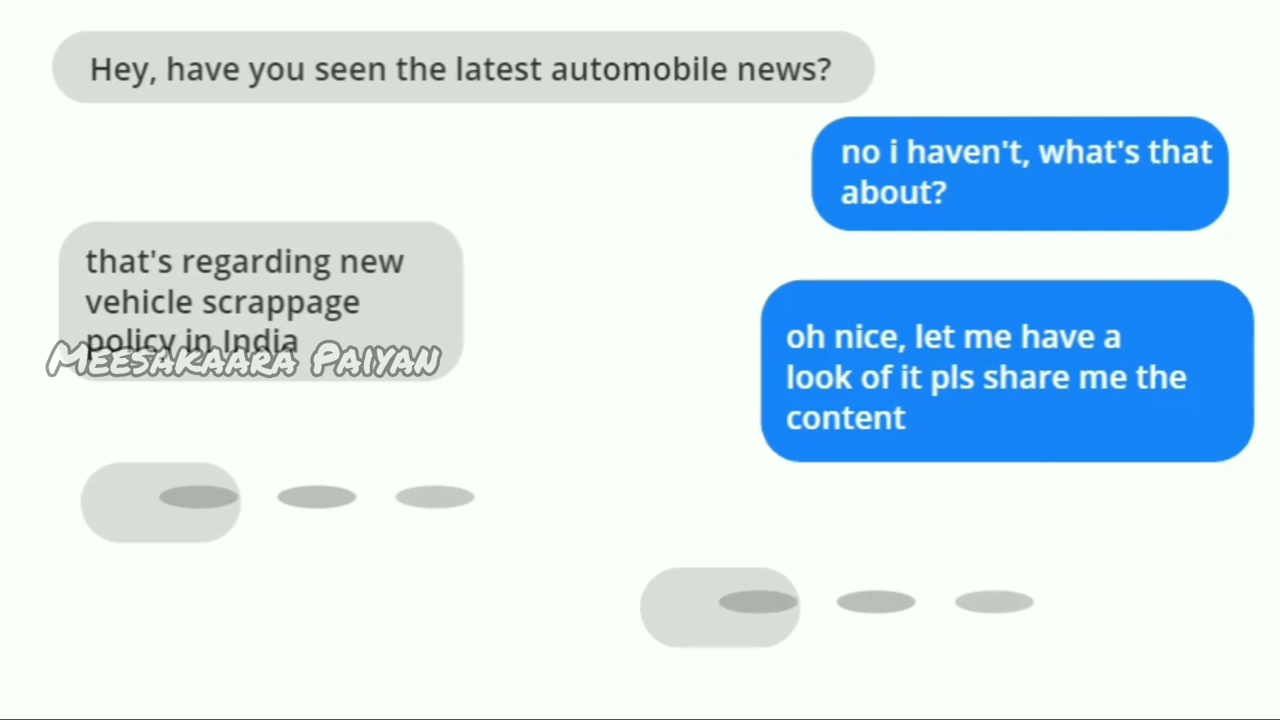 Hey, have you seen the latest automobile news?
no i haven't, what's that
about?
that's regarding new
vehicle scrappage
policy in India
Meesakaara Paiyan
oh nice, let me have a
look of it pls share me the
content